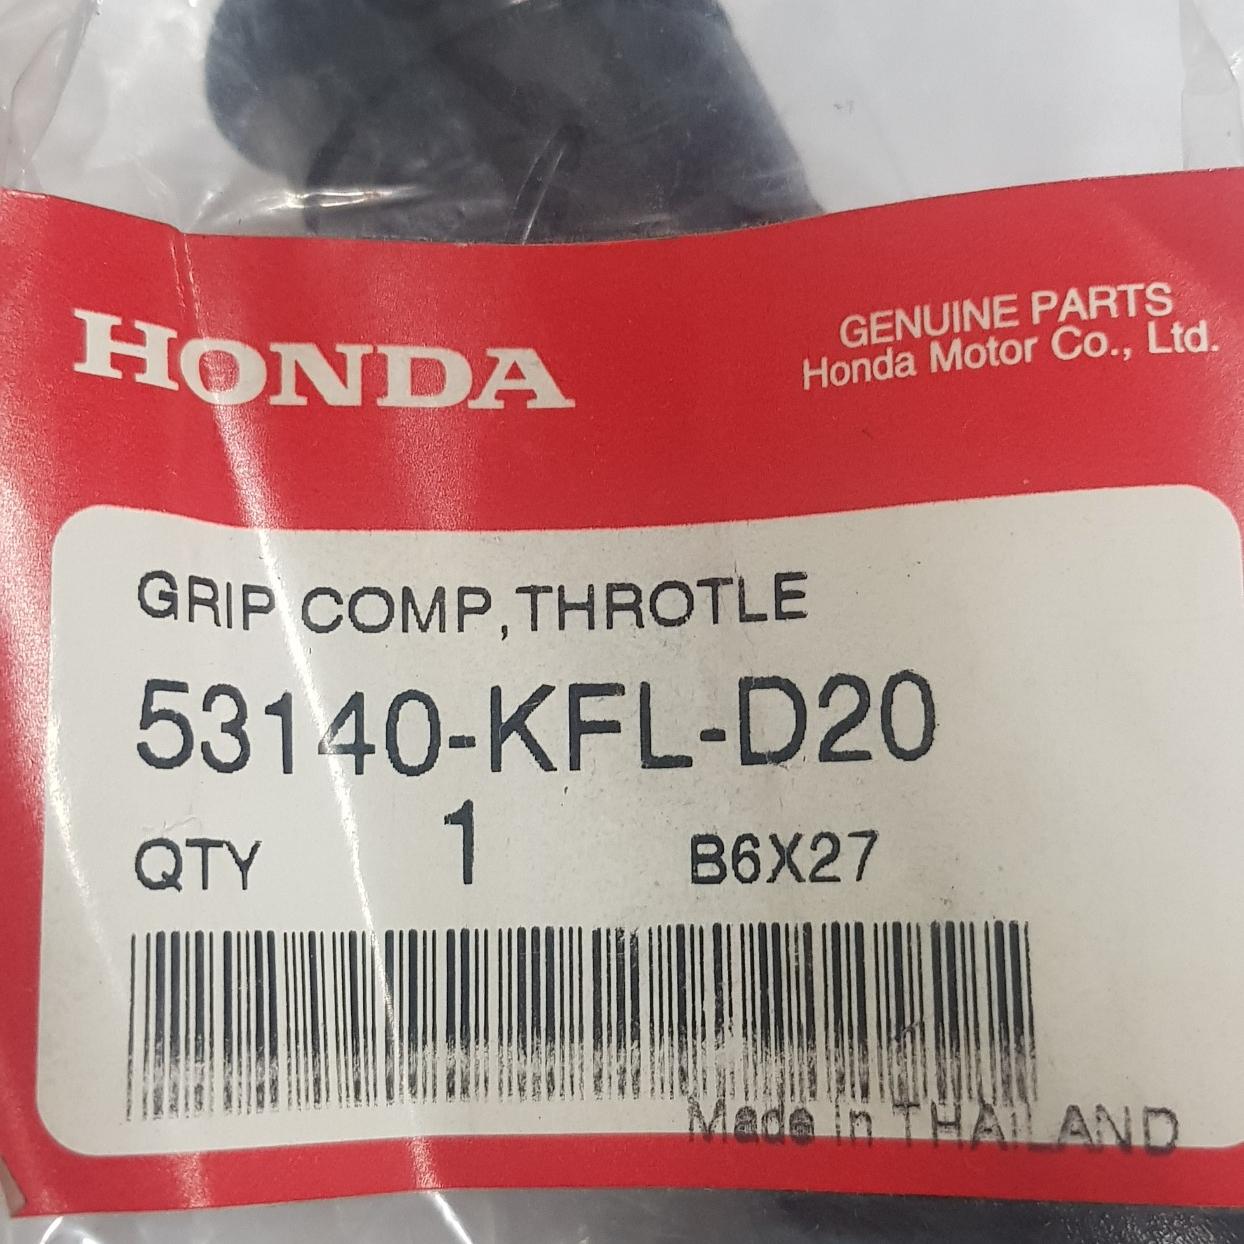 HONDA
GENUINE PARTS
Honda Motor Co., Ltd.
GRIP COMP,THROTLE
53140-KFL-D20
QTY 1 B6X27
Made in THAILAND